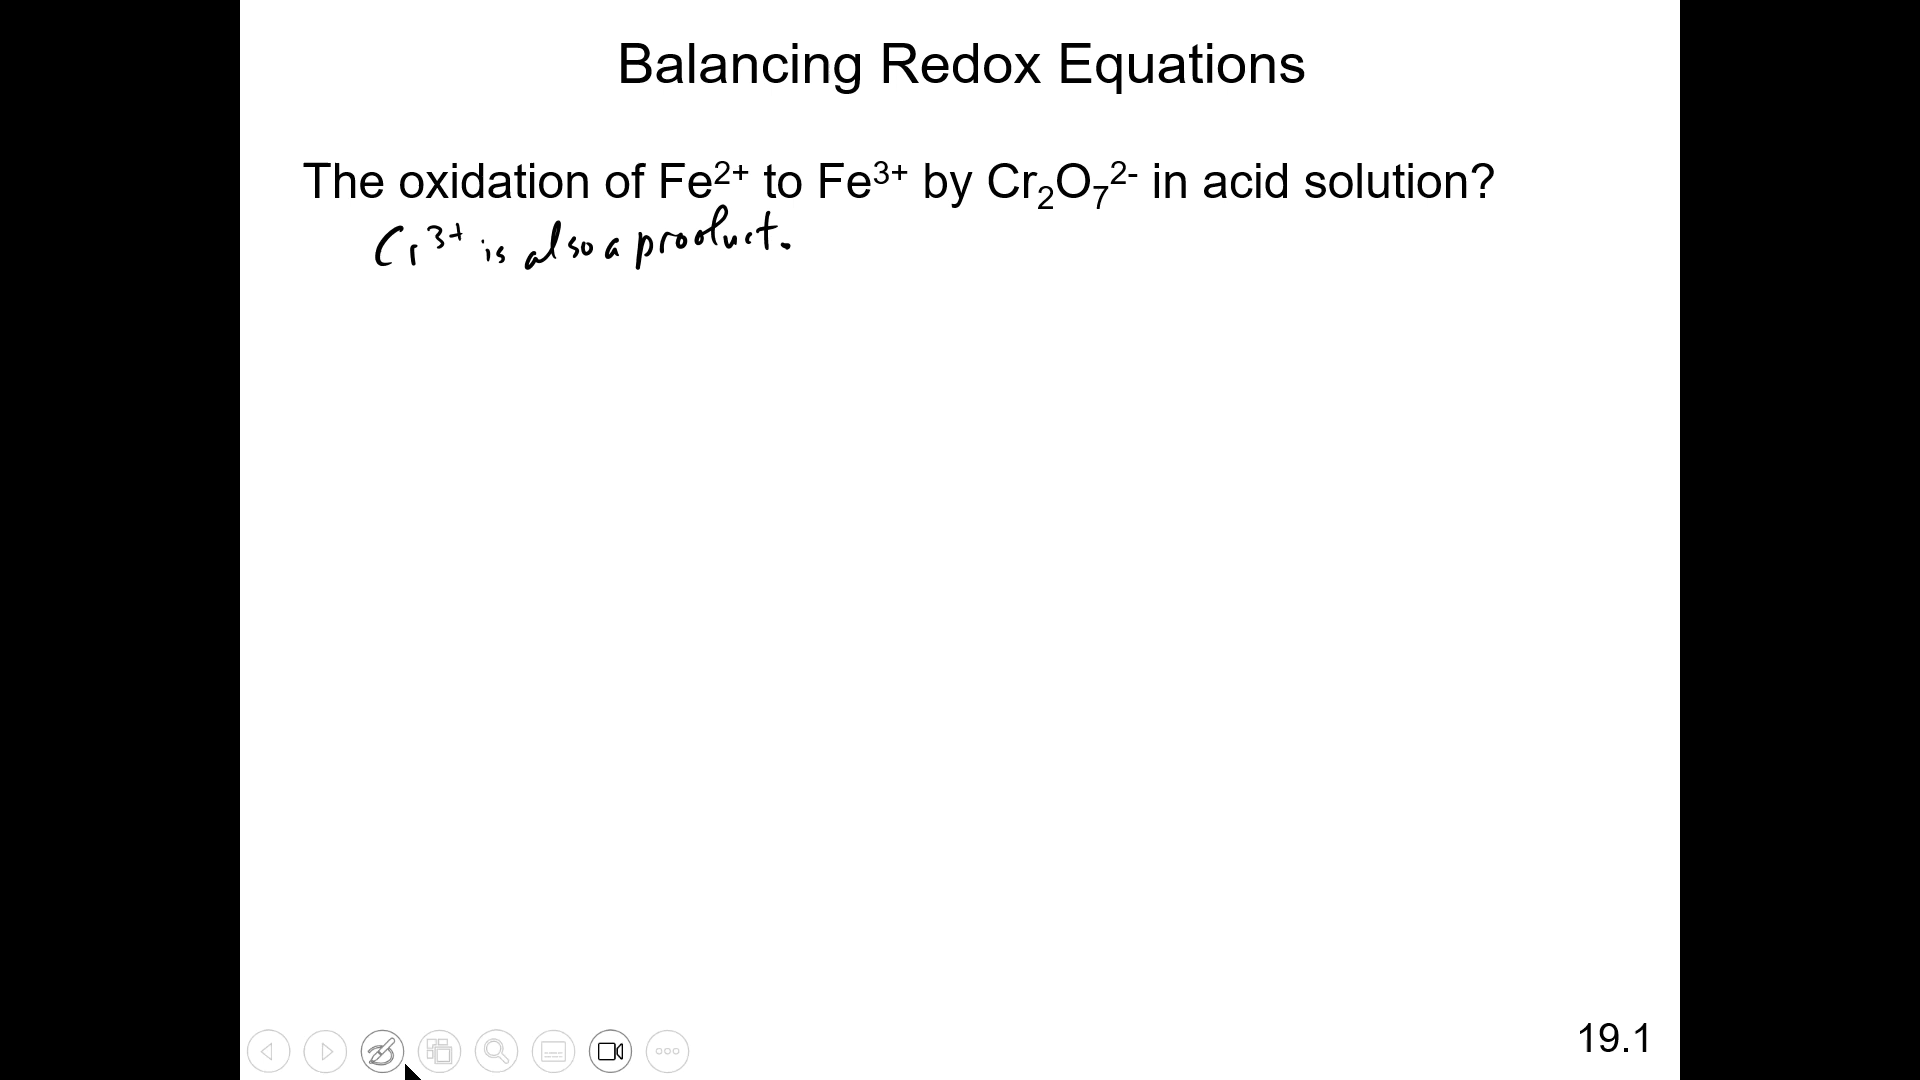 Balancing Redox Equations
The oxidation of Fe²⁺ to Fe³⁺ by Cr₂O₇²⁻ in acid solution?
Cr³⁺ is also a product.
19.1